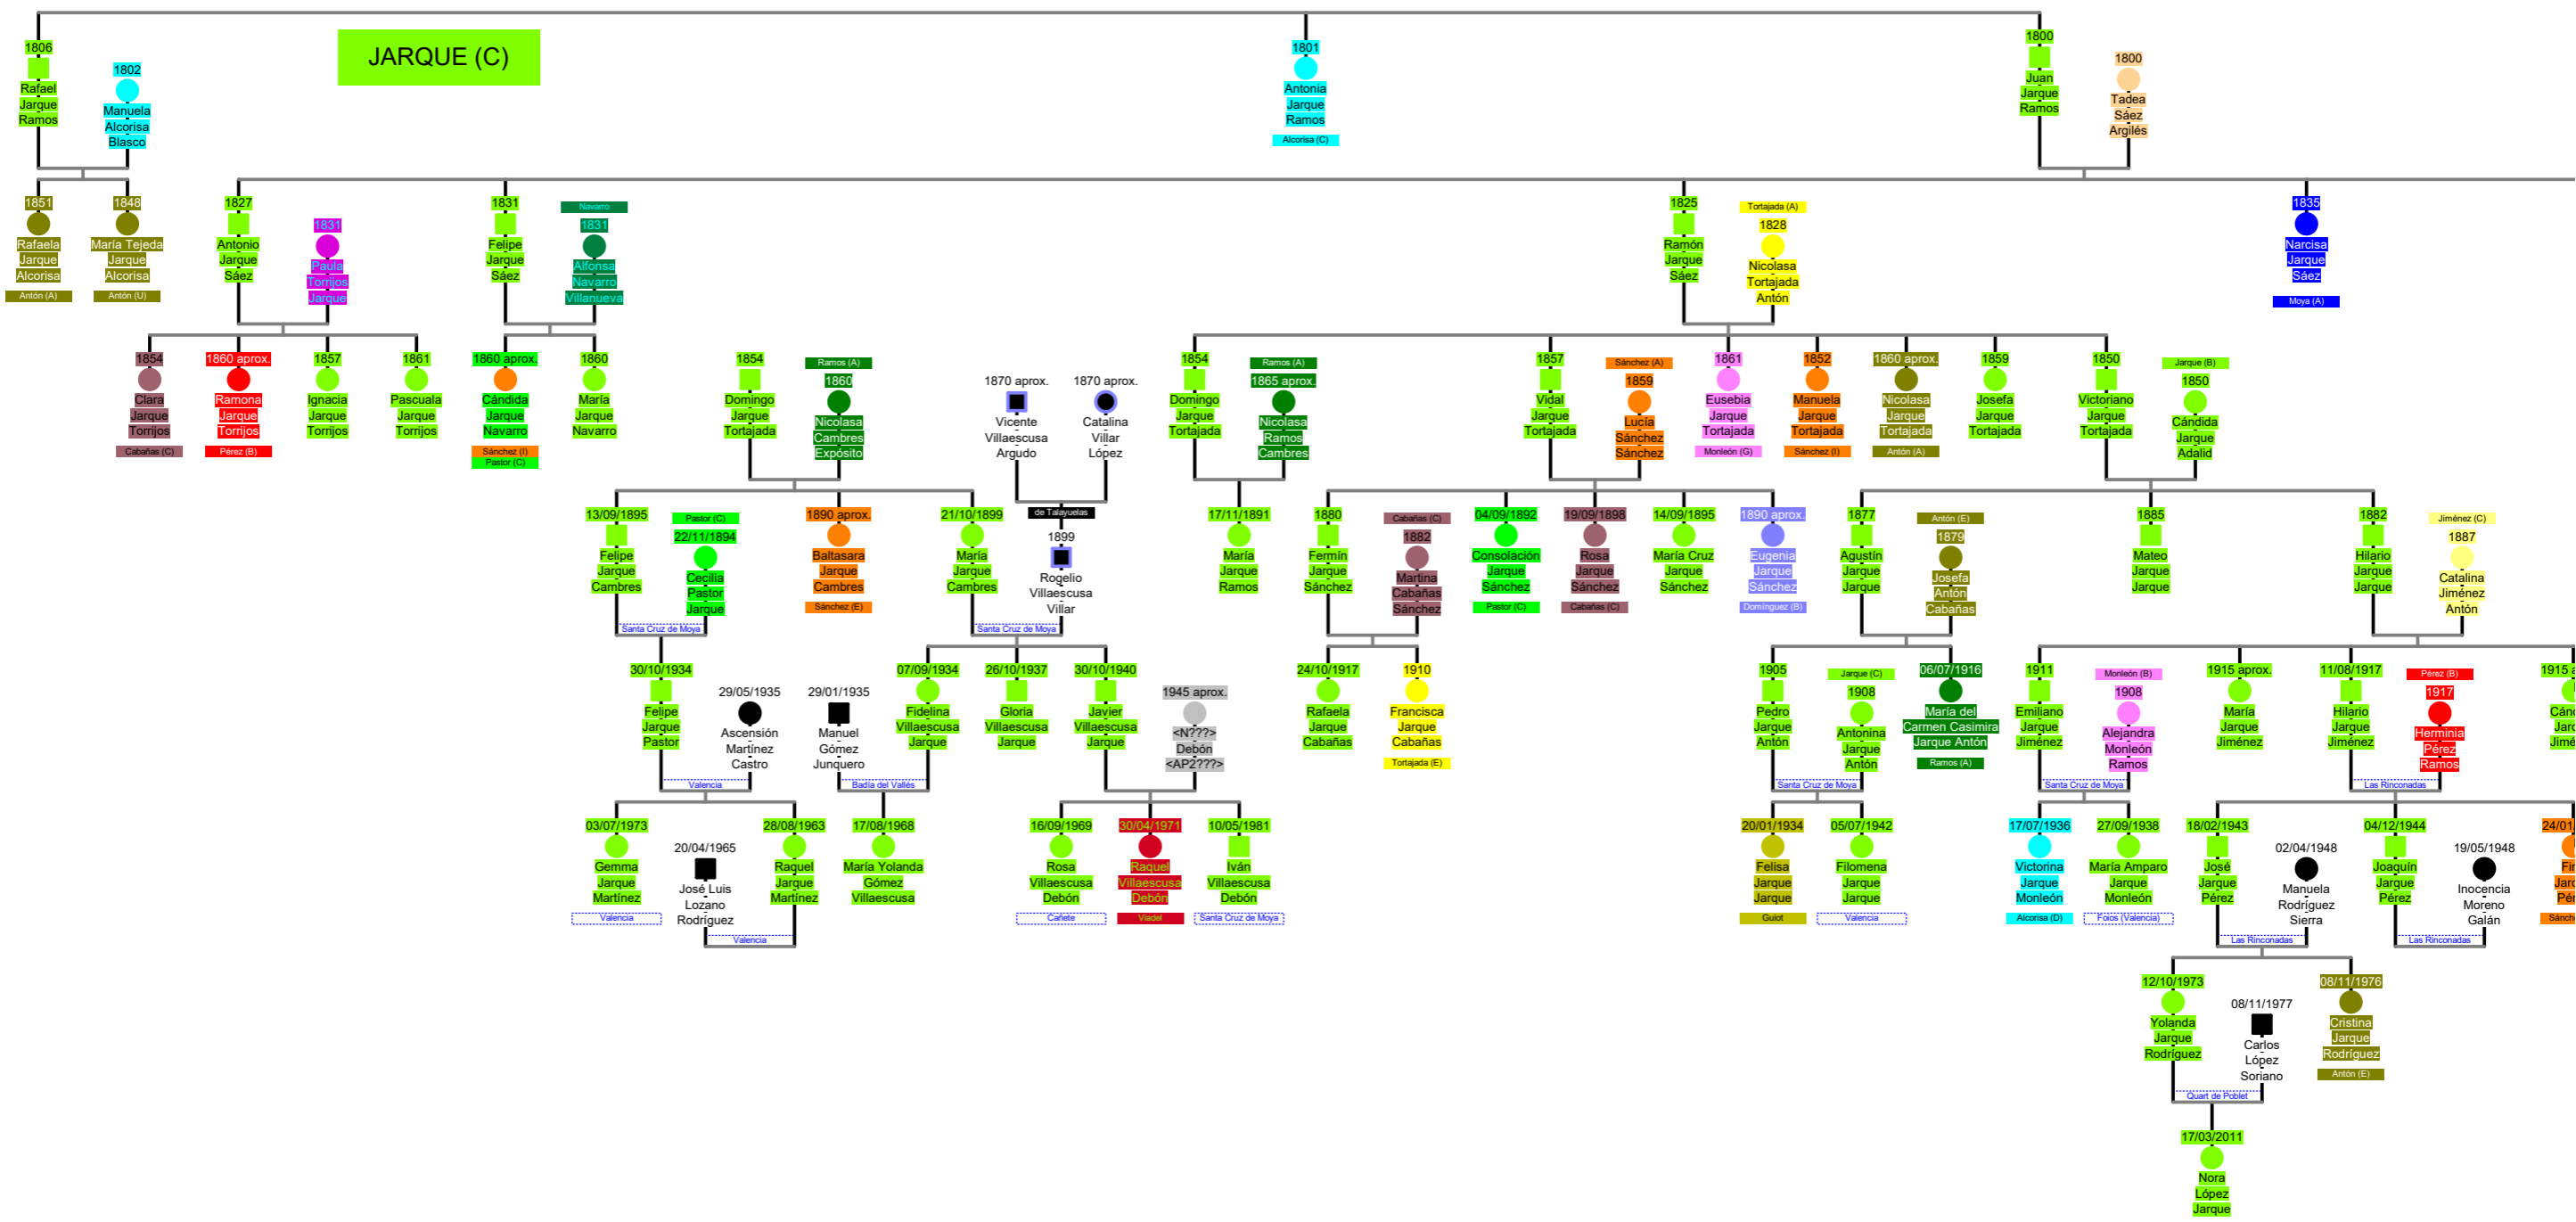 JARQUE (C)
1806
Rafael
Jarque
Ramos
1802
Manuela
Alcorisa
Blasco
1801
Antonia
Jarque
Ramos
Alcorisa (C)
1800
Juan
Jarque
Ramos
1800
Tadea
Sáez
Argilés
1851
Rafaela
Jarque
Alcorisa
Antón (A)
1848
María Tejeda
Jarque
Alcorisa
Antón (U)
1827
Antonio
Jarque
Sáez
1831
Paula
Torrijos
Jarque
1831
Felipe
Jarque
Sáez
Navarro
1831
Alfonsa
Navarro
Villanueva
1825
Ramón
Jarque
Sáez
Tortajada (A)
1828
Nicolasa
Tortajada
Antón
1835
Narcisa
Jarque
Sáez
Moya (A)
1854
Clara
Jarque
Torrijos
Cabañas (C)
1860 aprox.
Ramona
Jarque
Torrijos
Pérez (B)
1857
Ignacia
Jarque
Torrijos
1861
Pascuala
Jarque
Torrijos
1860 aprox.
Cándida
Jarque
Navarro
Sánchez (I)
Pastor (C)
1860
María
Jarque
Navarro
1854
Domingo
Jarque
Tortajada
Ramos (A)
1860
Nicolasa
Cambres
Expósito
1870 aprox.
Vicente
Villaescusa
Argudo
1870 aprox.
Catalina
Villar
López
1854
Domingo
Jarque
Tortajada
Ramos (A)
1865 aprox.
Nicolasa
Ramos
Cambres
1857
Vidal
Jarque
Tortajada
Sánchez (A)
1859
Lucía
Sánchez
Sánchez
1861
Eusebia
Jarque
Tortajada
Monleón (G)
1852
Manuela
Jarque
Tortajada
Sánchez (I)
1860 aprox.
Nicolasa
Jarque
Tortajada
Antón (A)
1859
Josefa
Jarque
Tortajada
1850
Victoriano
Jarque
Tortajada
Jarque (B)
1850
Cándida
Jarque
Adalid
13/09/1895
Felipe
Jarque
Cambres
Pastor (C)
22/11/1894
Cecilia
Pastor
Jarque
Santa Cruz de Moya
1890 aprox.
Baltasara
Jarque
Cambres
Sánchez (E)
21/10/1899
María
Jarque
Cambres
de Talayuelas
1899
Rogelio
Villaescusa
Villar
Santa Cruz de Moya
17/11/1891
María
Jarque
Ramos
1880
Fermín
Jarque
Sánchez
Cabañas (C)
1882
Martina
Cabañas
Sánchez
04/09/1892
Consolación
Jarque
Sánchez
Pastor (C)
19/09/1898
Rosa
Jarque
Sánchez
Cabañas (C)
14/09/1895
María Cruz
Jarque
Sánchez
1890 aprox.
Eugenia
Jarque
Sánchez
Domínguez (B)
1877
Agustín
Jarque
Jarque
Antón (E)
1879
Josefa
Antón
Cabañas
1885
Mateo
Jarque
Jarque
1882
Hilario
Jarque
Jarque
Jiménez (C)
1887
Catalina
Jiménez
Antón
30/10/1934
Felipe
Jarque
Pastor
29/05/1935
Ascensión
Martínez
Castro
Valencia
29/01/1935
Manuel
Gómez
Junquero
07/09/1934
Fidelina
Villaescusa
Jarque
Badía del Vallés
26/10/1937
Gloria
Villaescusa
Jarque
30/10/1940
Javier
Villaescusa
Jarque
1945 aprox.
<N???>
Debón
<AP2???>
24/10/1917
Rafaela
Jarque
Cabañas
1910
Francisca
Jarque
Cabañas
Tortajada (E)
1905
Pedro
Jarque
Antón
Jarque (C)
1908
Antonina
Jarque
Antón
Santa Cruz de Moya
06/07/1916
María del
Carmen Casimira
Jarque Antón
Ramos (A)
1911
Emiliano
Jarque
Jiménez
Monleón (B)
1908
Alejandra
Monleón
Ramos
Santa Cruz de Moya
1915 aprox.
María
Jarque
Jiménez
11/08/1917
Hilario
Jarque
Jiménez
Pérez (B)
1917
Herminia
Pérez
Ramos
Las Rinconadas
1915 a
Cánd
Jarq
Jimé
03/07/1973
Gemma
Jarque
Martínez
Valencia
20/04/1965
José Luis
Lozano
Rodríguez
28/08/1963
Raquel
Jarque
Martínez
Valencia
17/08/1968
María Yolanda
Gómez
Villaescusa
16/09/1969
Rosa
Villaescusa
Debón
Cañete
30/04/1971
Raquel
Villaescusa
Debón
Viadel
10/05/1981
Iván
Villaescusa
Debón
Santa Cruz de Moya
20/01/1934
Felisa
Jarque
Jarque
Guiot
05/07/1942
Filomena
Jarque
Jarque
Valencia
17/07/1936
Victorina
Jarque
Monleón
Alcorisa (D)
27/09/1938
María Amparo
Jarque
Monleón
Foios (Valencia)
18/02/1943
José
Jarque
Pérez
02/04/1948
Manuela
Rodríguez
Sierra
Las Rinconadas
04/12/1944
Joaquín
Jarque
Pérez
19/05/1948
Inocencia
Moreno
Galán
Las Rinconadas
24/01/
Fin
Jarq
Pér
Sánch
12/10/1973
Yolanda
Jarque
Rodríguez
08/11/1977
Carlos
López
Soriano
Quart de Poblet
08/11/1976
Cristina
Jarque
Rodríguez
Antón (E)
17/03/2011
Nora
López
Jarque